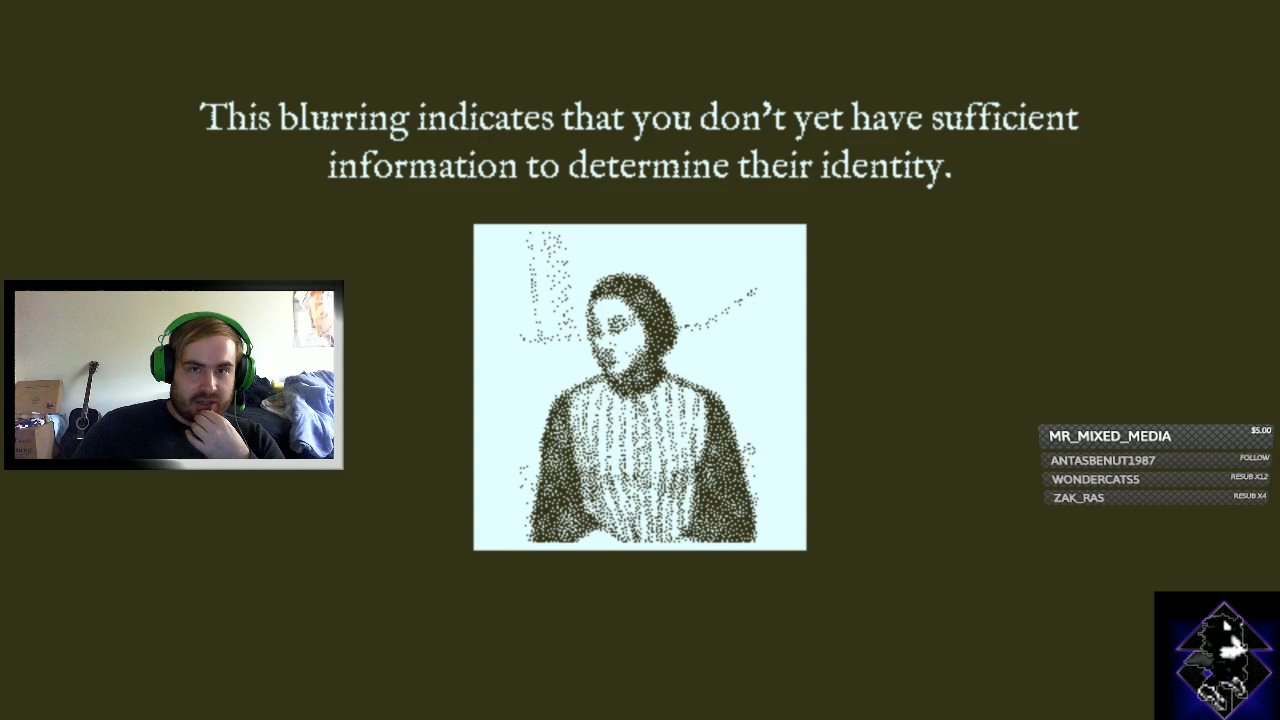 This blurring indicates that you don't yet have sufficient
information to determine their identity.
MR_MIXED_MEDIA $5.00
ANTASBENUT1987 FOLLOW
WONDERCATS5 RESUB X12
ZAK_RAS RESUB X4